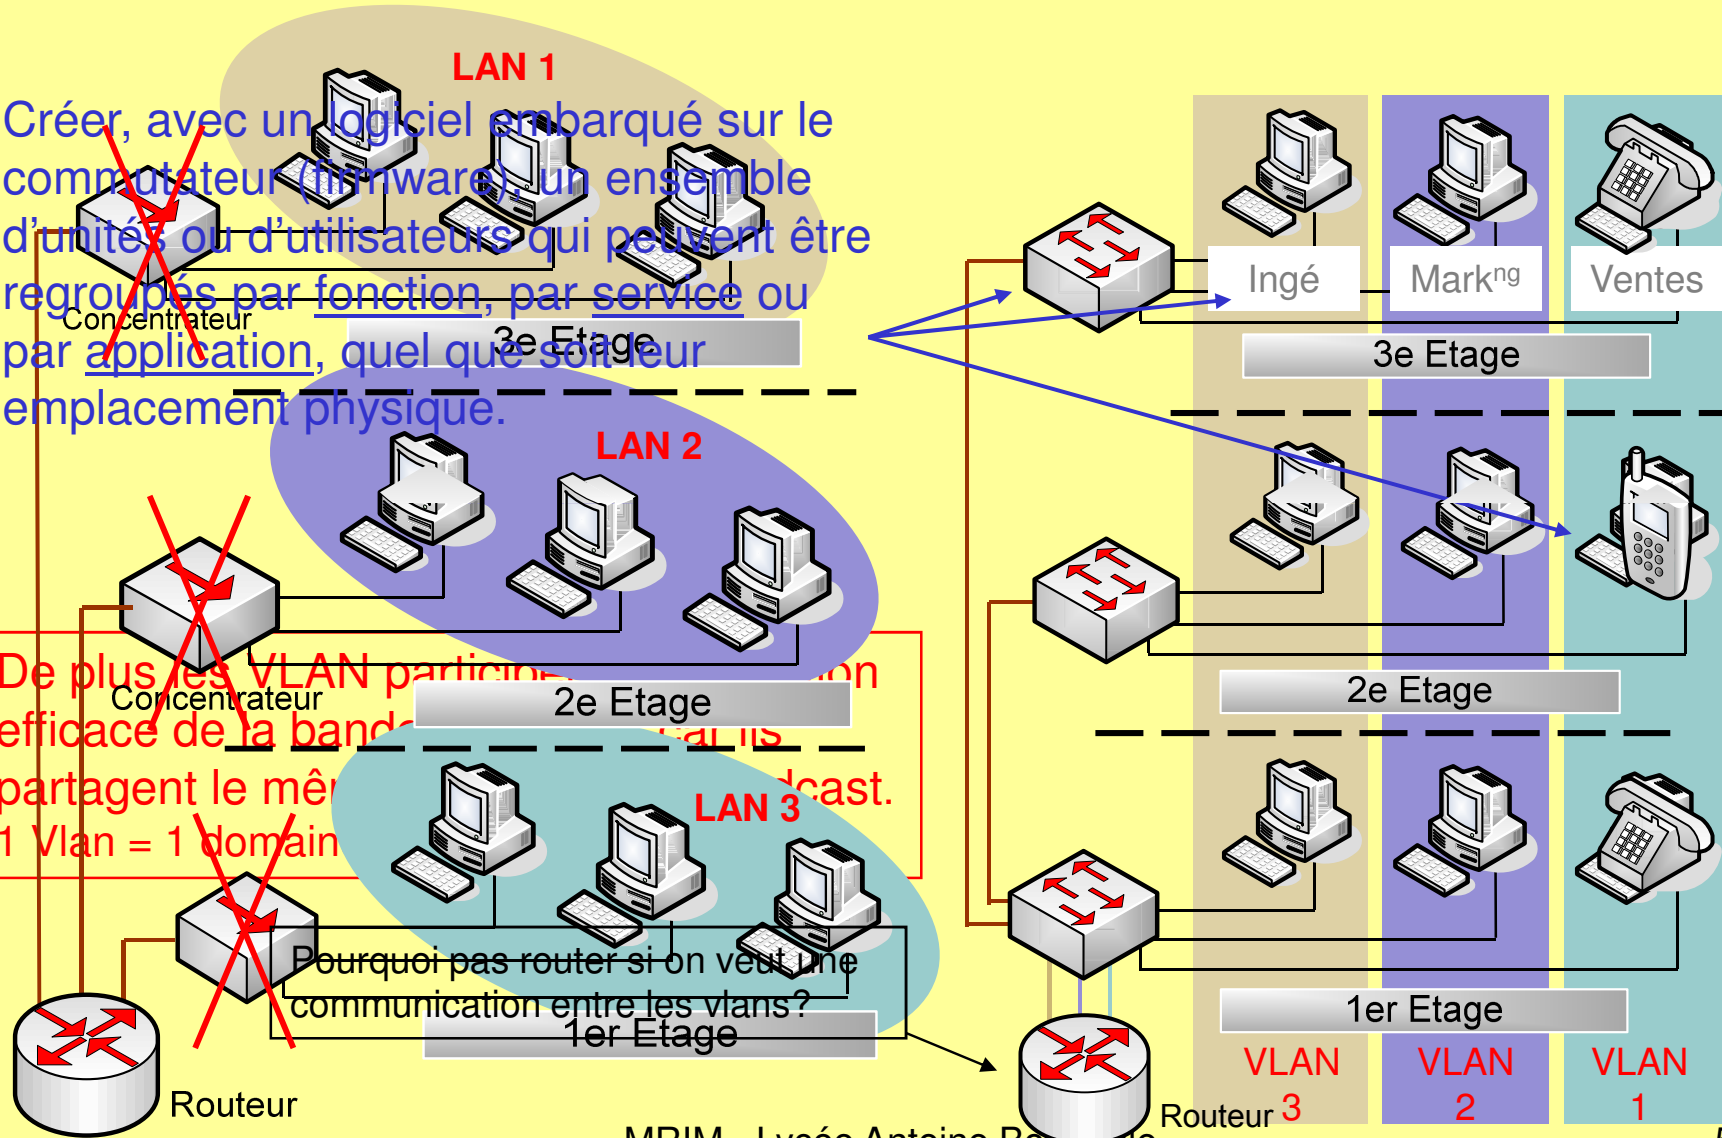 LAN 1
Créer, avec un logiciel embarqué sur le
commutateur (firmware), un ensemble
d'unités ou d'utilisateurs qui peuvent être
regroupés par fonction, par service ou
par application, quel que soit leur
emplacement physique.
Concentrateur
3e Etage
LAN 2
De plus les VLAN
efficace de la
partagent le
1 Vlan = 1
Concentrateur
2e Etage
LAN 3
Pourquoi pas router si on veut une
communication entre les vlans?
1er Etage
Routeur
Ingé
Markng
Ventes
3e Etage
2e Etage
1er Etage
VLAN 3
VLAN 2
VLAN 1
Routeur
MRIM - Lycée Antoine